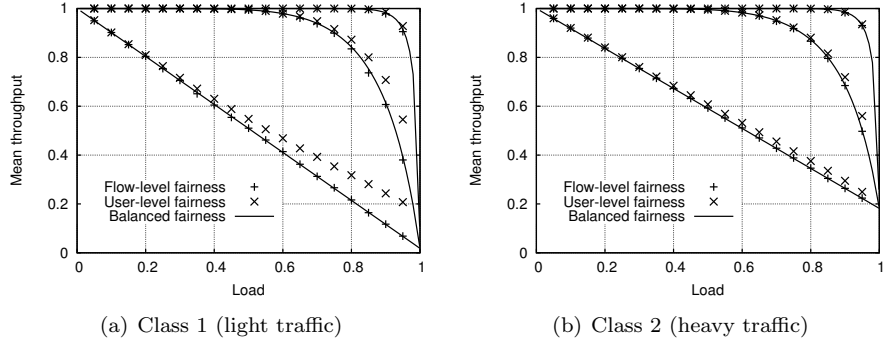 Mean throughput
1
0.8
0.6
0.4
0.2
0
Flow-level fairness
User-level fairness
Balanced fairness
0 0.2 0.4 0.6 0.8 1
Load
(a) Class 1 (light traffic)
Mean throughput
1
0.8
0.6
0.4
0.2
0
Flow-level fairness
User-level fairness
Balanced fairness
0 0.2 0.4 0.6 0.8 1
Load
(b) Class 2 (heavy traffic)